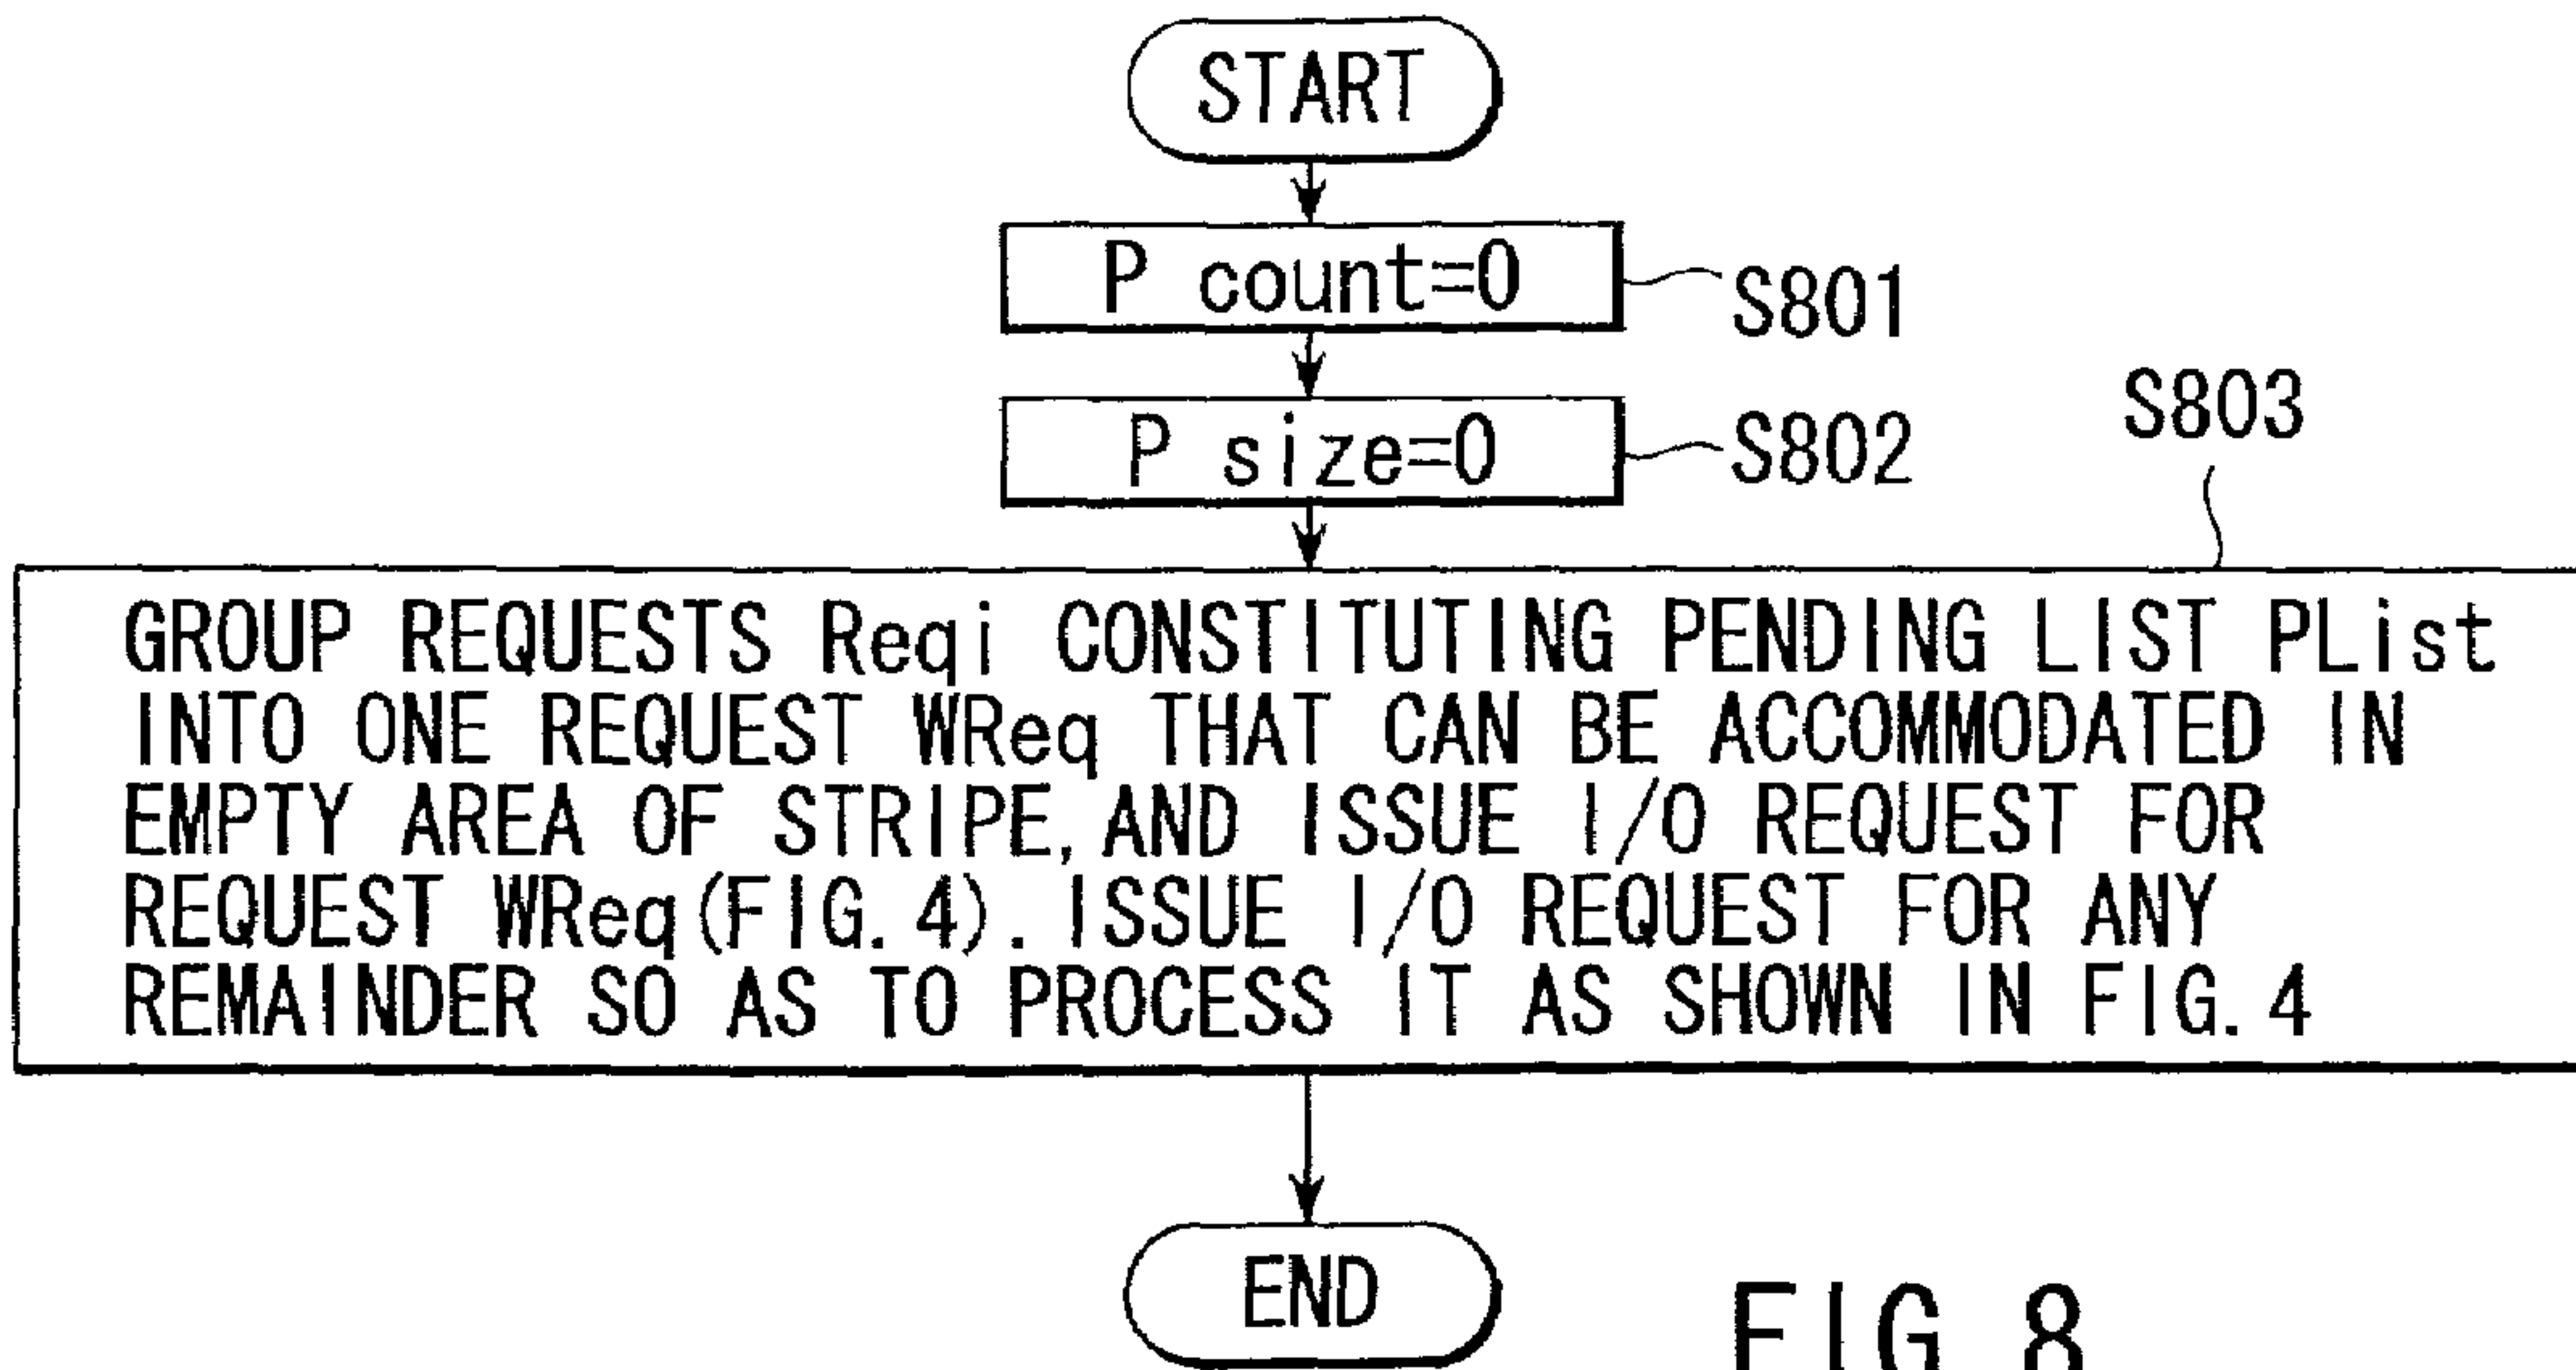 START
P count=0
S801
P size=0
S802
S803
GROUP REQUESTS Reqi CONSTITUTING PENDING LIST PList
INTO ONE REQUEST WReq THAT CAN BE ACCOMMODATED IN
EMPTY AREA OF STRIPE, AND ISSUE I/O REQUEST FOR
REQUEST WReq (FIG. 4). ISSUE I/O REQUEST FOR ANY
REMAINDER SO AS TO PROCESS IT AS SHOWN IN FIG. 4
END
FIG. 8